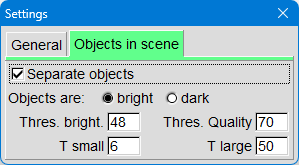 Settings
General Objects in scene
Separate objects
Objects are: bright dark
Thres. bright. 48 Thres. Quality 70
T small 6 T large 50